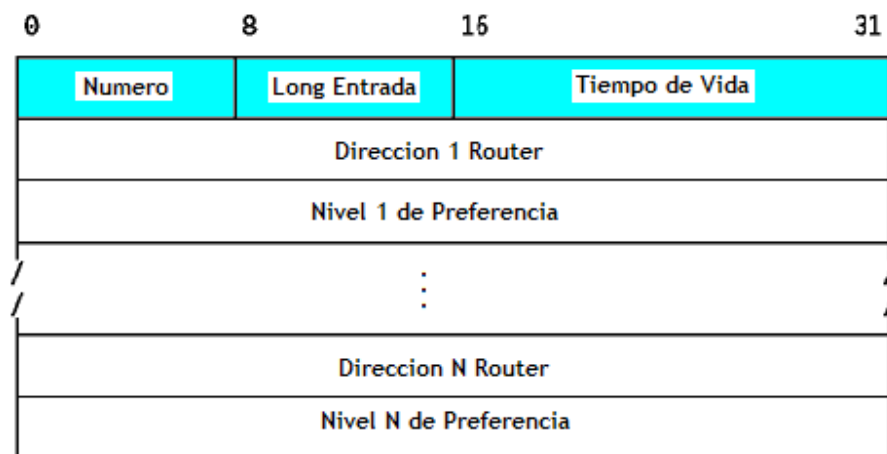 0 8 16 31
Numero Long Entrada Tiempo de Vida
Direccion 1 Router
Nivel 1 de Preferencia
⋮
Direccion N Router
Nivel N de Preferencia